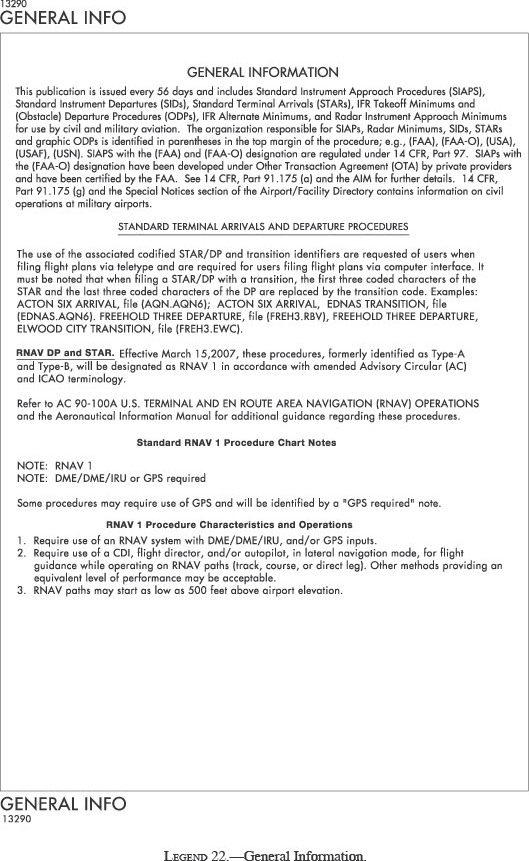 13290
GENERAL INFO
GENERAL INFORMATION
This publication is issued every 56 days and includes Standard Instrument Approach Procedures (SIAPS),
Standard Instrument Departures (SIDs), Standard Terminal Arrivals (STARs), IFR Takeoff Minimums and
(Obstacle) Departure Procedures (ODPs), IFR Alternate Minimums, and Radar Instrument Approach Minimums
for use by civil and military aviation.  The organization responsible for SIAPs, Radar Minimums, SIDs, STARs
and graphic ODPs is identified in parentheses in the top margin of the procedure; e.g., (FAA), (FAA-O), (USA),
(USAF), (USN). SIAPS with the (FAA) and (FAA-O) designation are regulated under 14 CFR, Part 97.  SIAPs with
the (FAA-O) designation have been developed under Other Transaction Agreement (OTA) by private providers
and have been certified by the FAA.  See 14 CFR, Part 91.175 (a) and the AIM for further details.  14 CFR,
Part 91.175 (g) and the Special Notices section of the Airport/Facility Directory contains information on civil
operations at military airports.
STANDARD TERMINAL ARRIVALS AND DEPARTURE PROCEDURES
The use of the associated codified STAR/DP and transition identifiers are requested of users when
filing flight plans via teletype and are required for users filing flight plans via computer interface. It
must be noted that when filing a STAR/DP with a transition, the first three coded characters of the
STAR and the last three coded characters of the DP are replaced by the transition code. Examples:
ACTON SIX ARRIVAL, file (AQN.AQN6);  ACTON SIX ARRIVAL,  EDNAS TRANSITION, file
(EDNAS.AQN6). FREEHOLD THREE DEPARTURE, file (FREH3.RBV), FREEHOLD THREE DEPARTURE,
ELWOOD CITY TRANSITION, file (FREH3.EWC).
RNAV DP and STAR. Effective March 15,2007, these procedures, formerly identified as Type-A
and Type-B, will be designated as RNAV 1 in accordance with amended Advisory Circular (AC)
and ICAO terminology.
Refer to AC 90-100A U.S. TERMINAL AND EN ROUTE AREA NAVIGATION (RNAV) OPERATIONS
and the Aeronautical Information Manual for additional guidance regarding these procedures.
Standard RNAV 1 Procedure Chart Notes
NOTE:  RNAV 1
NOTE:  DME/DME/IRU or GPS required
Some procedures may require use of GPS and will be identified by a "GPS required" note.
RNAV 1 Procedure Characteristics and Operations
1.  Require use of an RNAV system with DME/DME/IRU, and/or GPS inputs.
2.  Require use of a CDI, flight director, and/or autopilot, in lateral navigation mode, for flight
guidance while operating on RNAV paths (track, course, or direct leg). Other methods providing an
equivalent level of performance may be acceptable.
3.  RNAV paths may start as low as 500 feet above airport elevation.
GENERAL INFO
13290
LEGEND 22.—General Information.